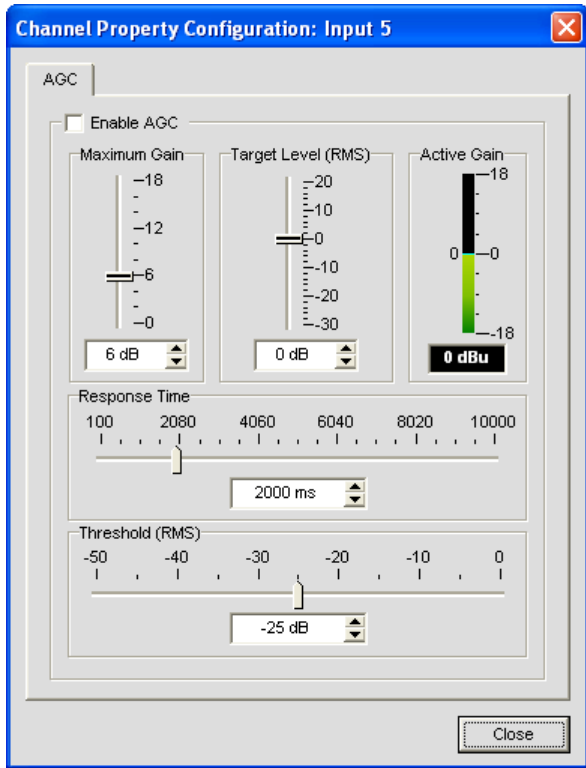 Channel Property Configuration: Input 5
AGC
Enable AGC
Maximum Gain
18
12
6
0
6 dB
Target Level (RMS)
20
10
0
-10
-20
-30
0 dB
Active Gain
18
0 0
-18
0 dBu
Response Time
100 2080 4060 6040 8020 10000
2000 ms
Threshold (RMS)
-50 -40 -30 -20 -10 0
-25 dB
Close